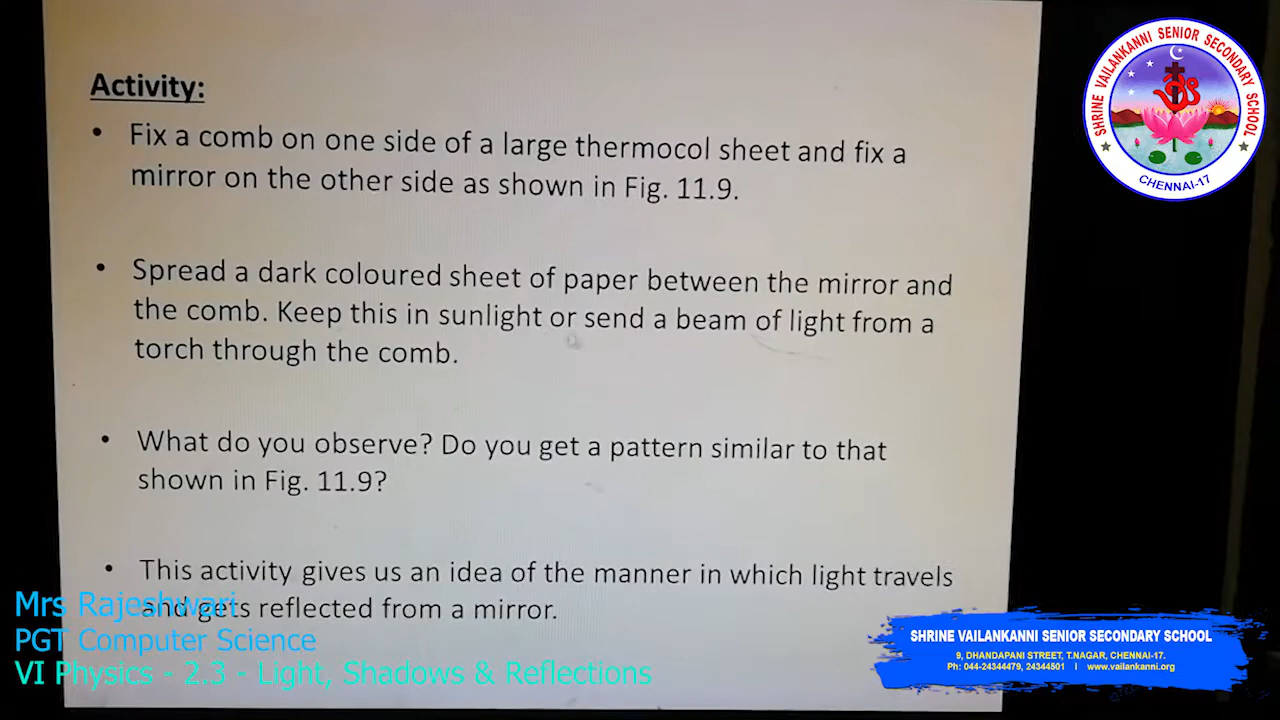 Activity:
• Fix a comb on one side of a large thermocol sheet and fix a
mirror on the other side as shown in Fig. 11.9.
• Spread a dark coloured sheet of paper between the mirror and
the comb. Keep this in sunlight or send a beam of light from a
torch through the comb.
• What do you observe? Do you get a pattern similar to that
shown in Fig. 11.9?
• This activity gives us an idea of the manner in which light travels
and gets reflected from a mirror.
Mrs Rajeshwari
PGT Computer Science
VI Physics - 2.3 - Light, Shadows & Reflections
SHRINE VAILANKANNI SENIOR SECONDARY SCHOOL
CHENNAI-17
SHRINE VAILANKANNI SENIOR SECONDARY SCHOOL
9, DHANDAPANI STREET, T.NAGAR, CHENNAI-17.
Ph: 044-24344479, 24344501 I www.vailankanni.org